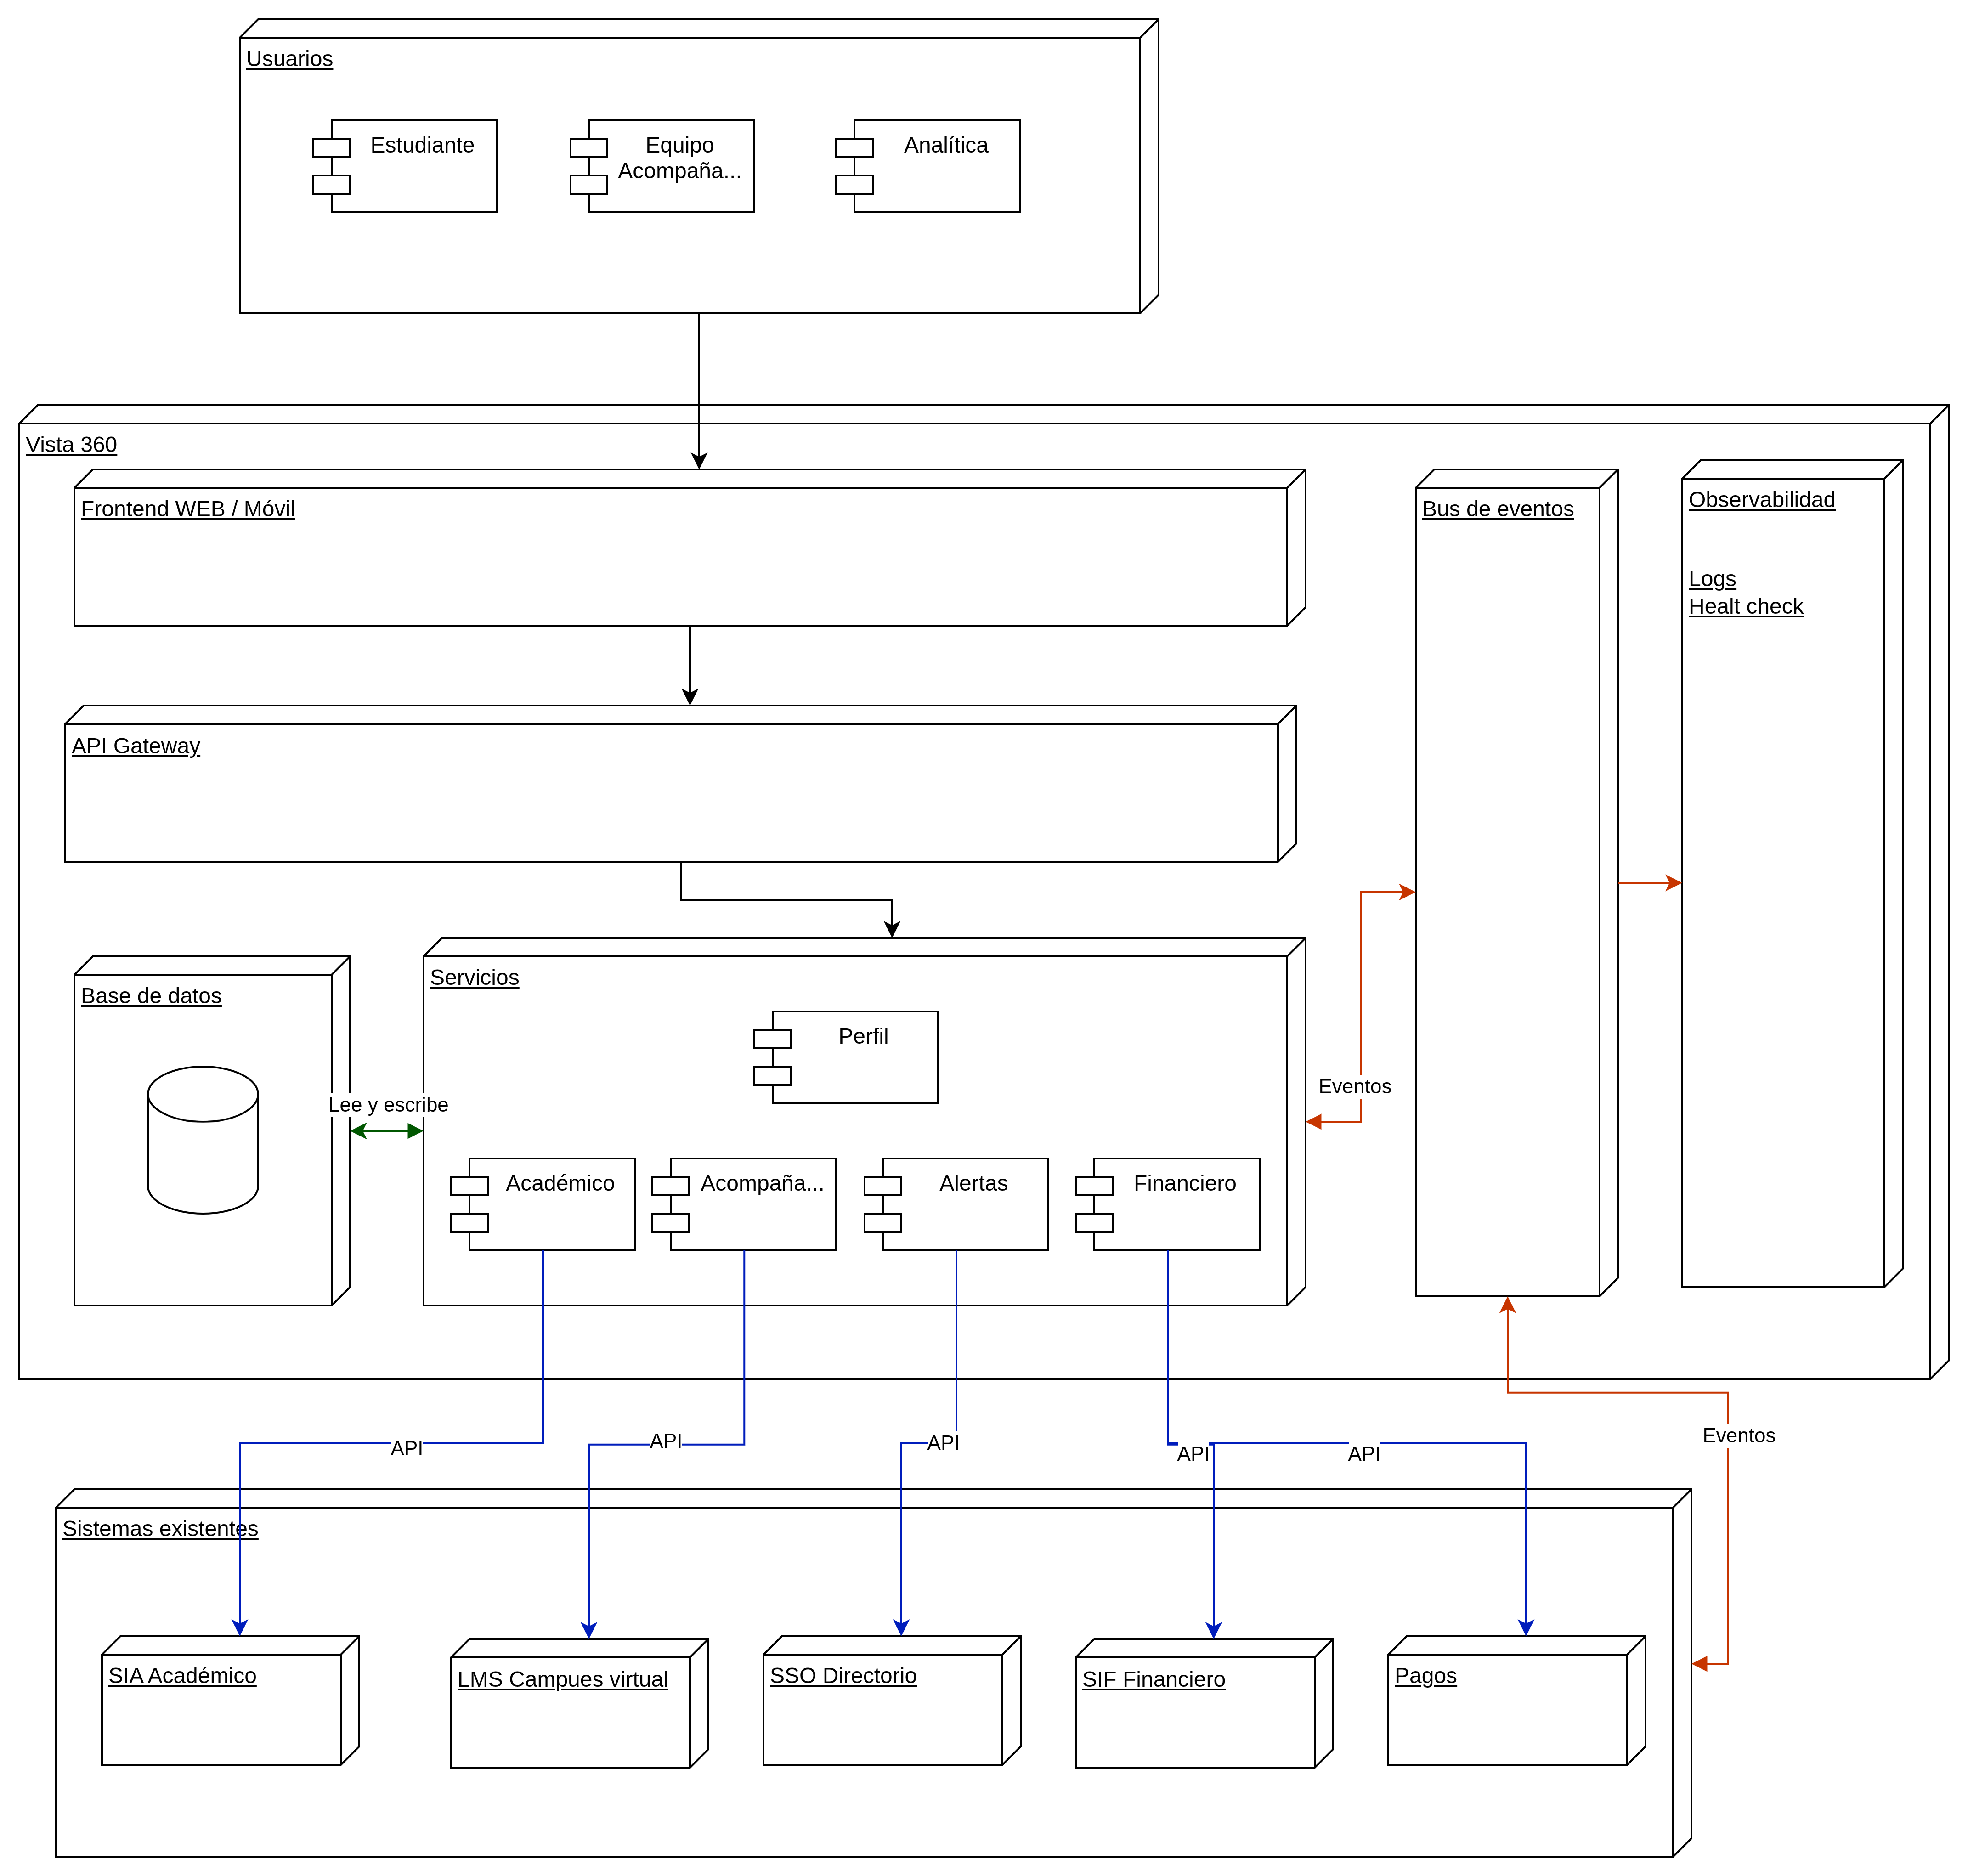 Usuarios
Estudiante
Equipo
Acompaña...
Analítica
Vista 360
Frontend WEB / Móvil
Bus de eventos
Observabilidad
Logs
Healt check
API Gateway
Base de datos
Servicios
Perfil
Lee y escribe
Eventos
Académico
Acompaña...
Alertas
Financiero
API
API
API
API
API
Eventos
Sistemas existentes
SIA Académico
LMS Campues virtual
SSO Directorio
SIF Financiero
Pagos